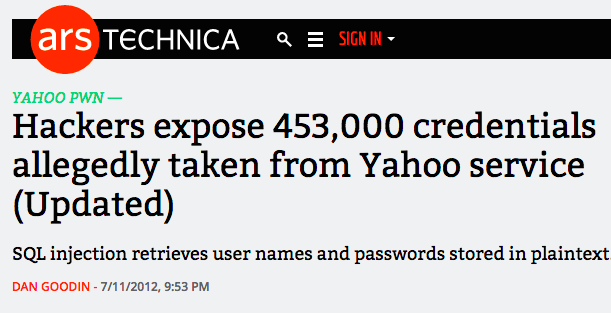 ars TECHNICA SIGN IN
YAHOO PWN —
Hackers expose 453,000 credentials
allegedly taken from Yahoo service
(Updated)
SQL injection retrieves user names and passwords stored in plaintext.
DAN GOODIN - 7/11/2012, 9:53 PM